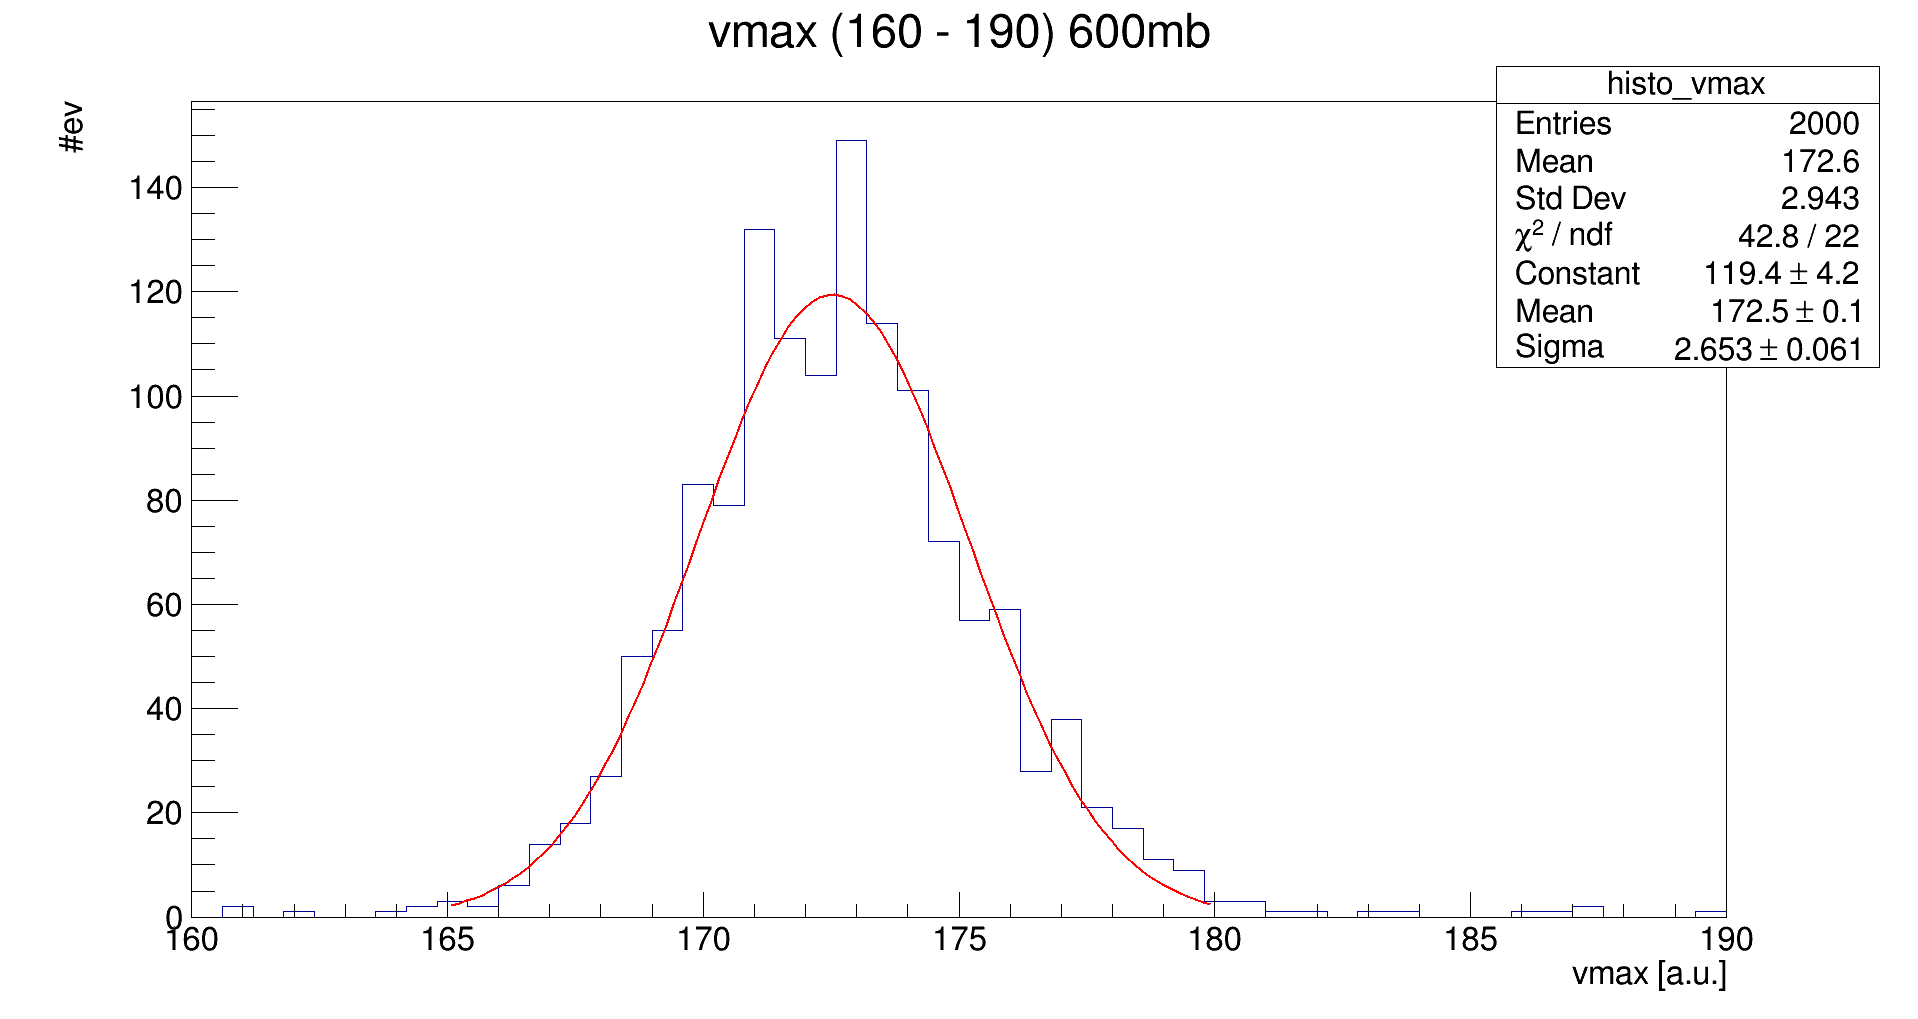 vmax (160 - 190) 600mb
histo_vmax
Entries 2000
Mean 172.6
Std Dev 2.943
χ² / ndf 42.8 / 22
Constant 119.4 ± 4.2
Mean 172.5 ± 0.1
Sigma 2.653 ± 0.061
#ev
140
120
100
80
60
40
20
0
160 165 170 175 180 185 190
vmax [a.u.]